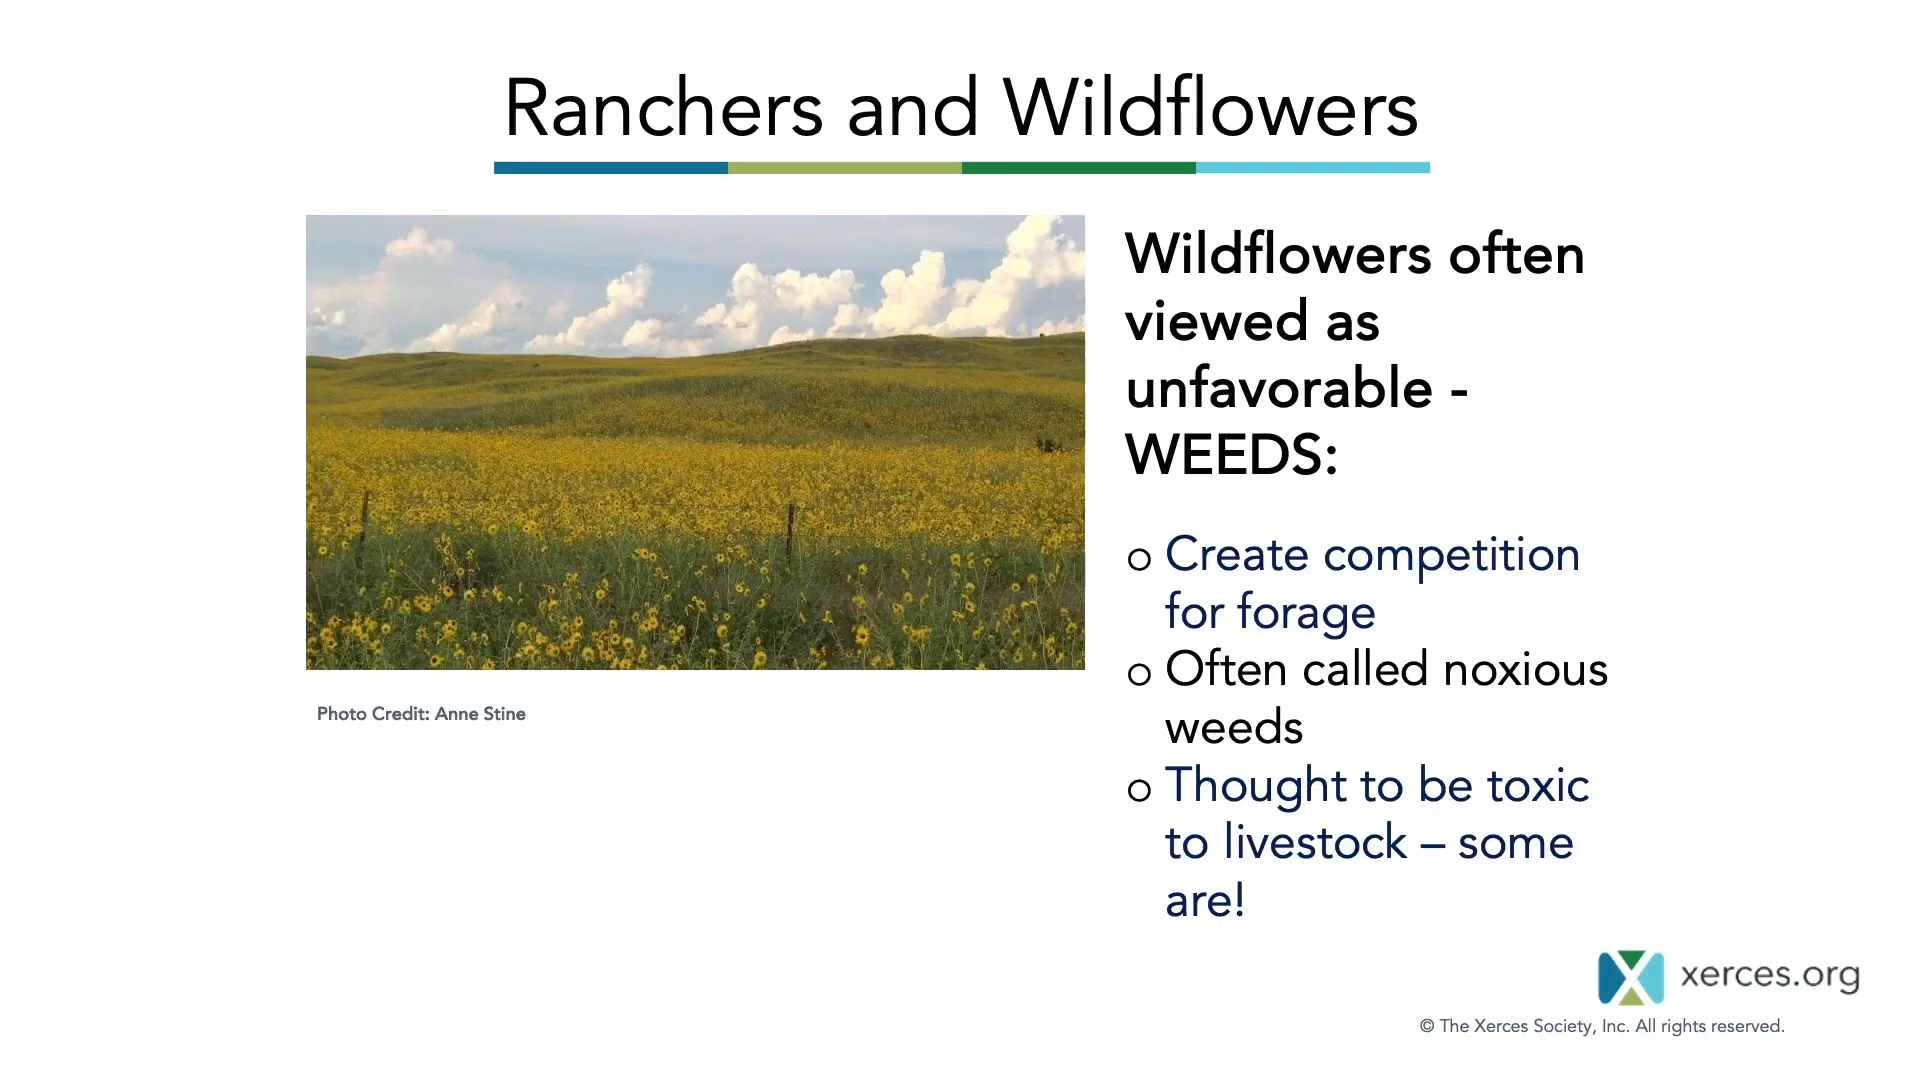 Ranchers and Wildflowers
Wildflowers often
viewed as
unfavorable -
WEEDS:
o Create competition
for forage
o Often called noxious
weeds
o Thought to be toxic
to livestock – some
are!
Photo Credit: Anne Stine
xerces.org
© The Xerces Society, Inc. All rights reserved.